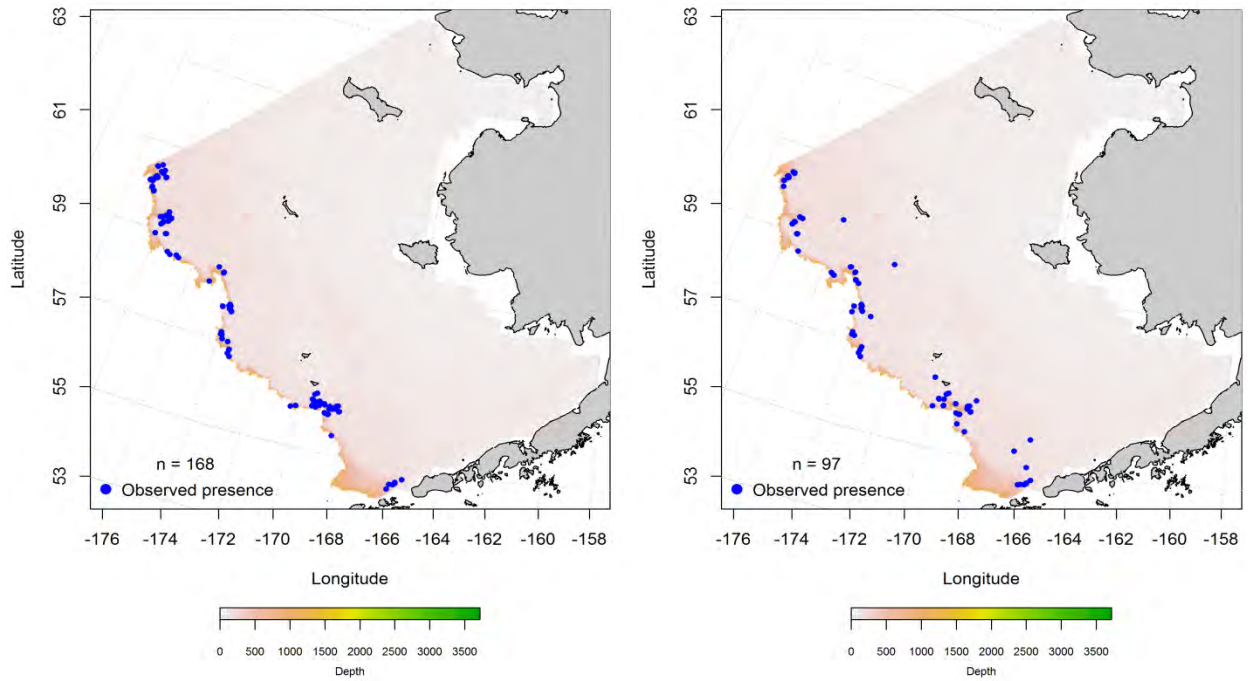 63
61
59
57
55
53
Latitude
n = 168
Observed presence
-176 -174 -172 -170 -168 -166 -164 -162 -160 -158
Longitude
0 500 1000 1500 2000 2500 3000 3500
Depth
63
61
59
57
55
53
Latitude
n = 97
Observed presence
-176 -174 -172 -170 -168 -166 -164 -162 -160 -158
Longitude
0 500 1000 1500 2000 2500 3000 3500
Depth